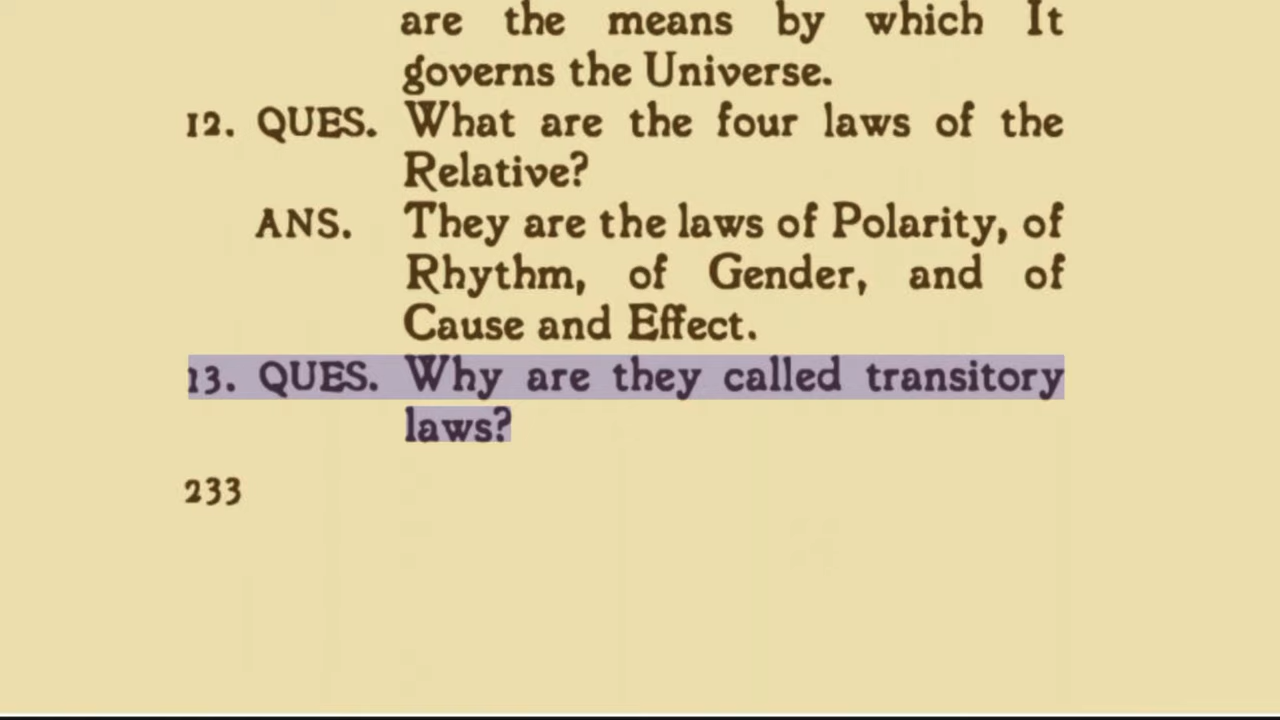 are the means by which It
governs the Universe.
12. QUES. What are the four laws of the
Relative?
ANS. They are the laws of Polarity, of
Rhythm, of Gender, and of
Cause and Effect.
13. QUES. Why are they called transitory
laws?
233